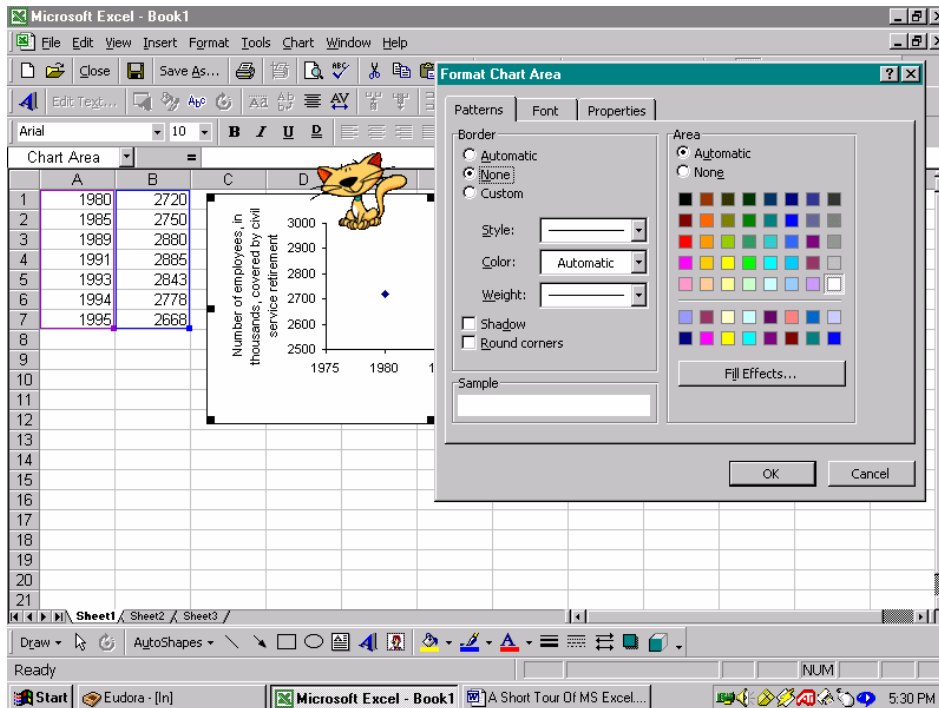 Microsoft Excel - Book1
File Edit View Insert Format Tools Chart Window Help
Close Save As...
Edit Text...
Arial 10 B I U D
Chart Area =
Format Chart Area
Patterns Font Properties
Border
Automatic
None
Custom
Style:
Color: Automatic
Weight:
Shadow
Round corners
Sample
Area
Automatic
None
Fill Effects...
OK Cancel
A B C D
1 1980 2720
2 1985 2750
3 1989 2880
4 1991 2885
5 1993 2843
6 1994 2778
7 1995 2668
8
9
10
11
12
13
14
15
16
17
18
19
20
21
Number of employees, in
thousands, covered by civil
service retirement
3000
2900
2800
2700
2600
2500
1975 1980 1
Sheet1 Sheet2 Sheet3
Draw AutoShapes
Ready NUM
Start Eudora - [In] Microsoft Excel - Book1 A Short Tour Of MS Excel.... 5:30 PM